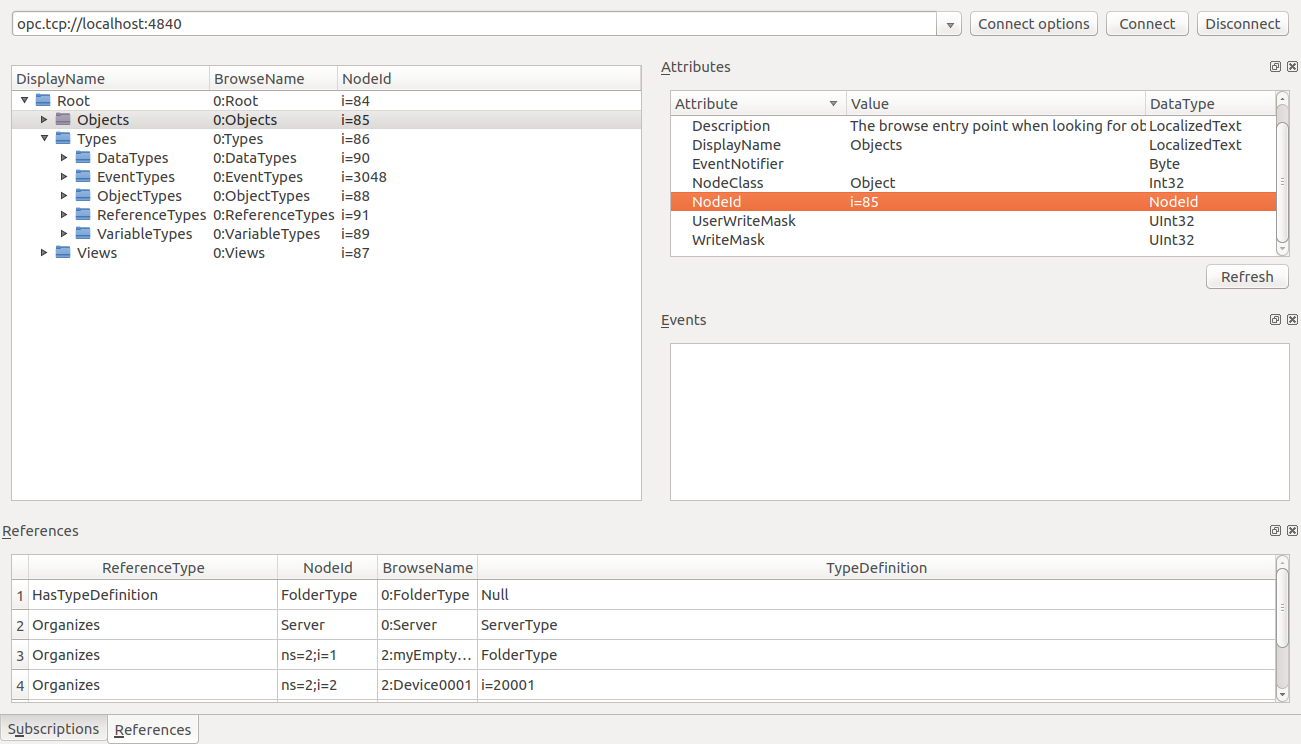 opc.tcp://localhost:4840
Connect options
Connect
Disconnect
DisplayName BrowseName NodeId
Root 0:Root i=84
Objects 0:Objects i=85
Types 0:Types i=86
DataTypes 0:DataTypes i=90
EventTypes 0:EventTypes i=3048
ObjectTypes 0:ObjectTypes i=88
ReferenceTypes 0:ReferenceTypes i=91
VariableTypes 0:VariableTypes i=89
Views 0:Views i=87
Attributes
Attribute Value DataType
Description The browse entry point when looking for ob LocalizedText
DisplayName Objects LocalizedText
EventNotifier Byte
NodeClass Object Int32
NodeId i=85 NodeId
UserWriteMask UInt32
WriteMask UInt32
Refresh
Events
References
ReferenceType NodeId BrowseName TypeDefinition
1 HasTypeDefinition FolderType 0:FolderType Null
2 Organizes Server 0:Server ServerType
3 Organizes ns=2;i=1 2:myEmpty... FolderType
4 Organizes ns=2;i=2 2:Device0001 i=20001
Subscriptions References